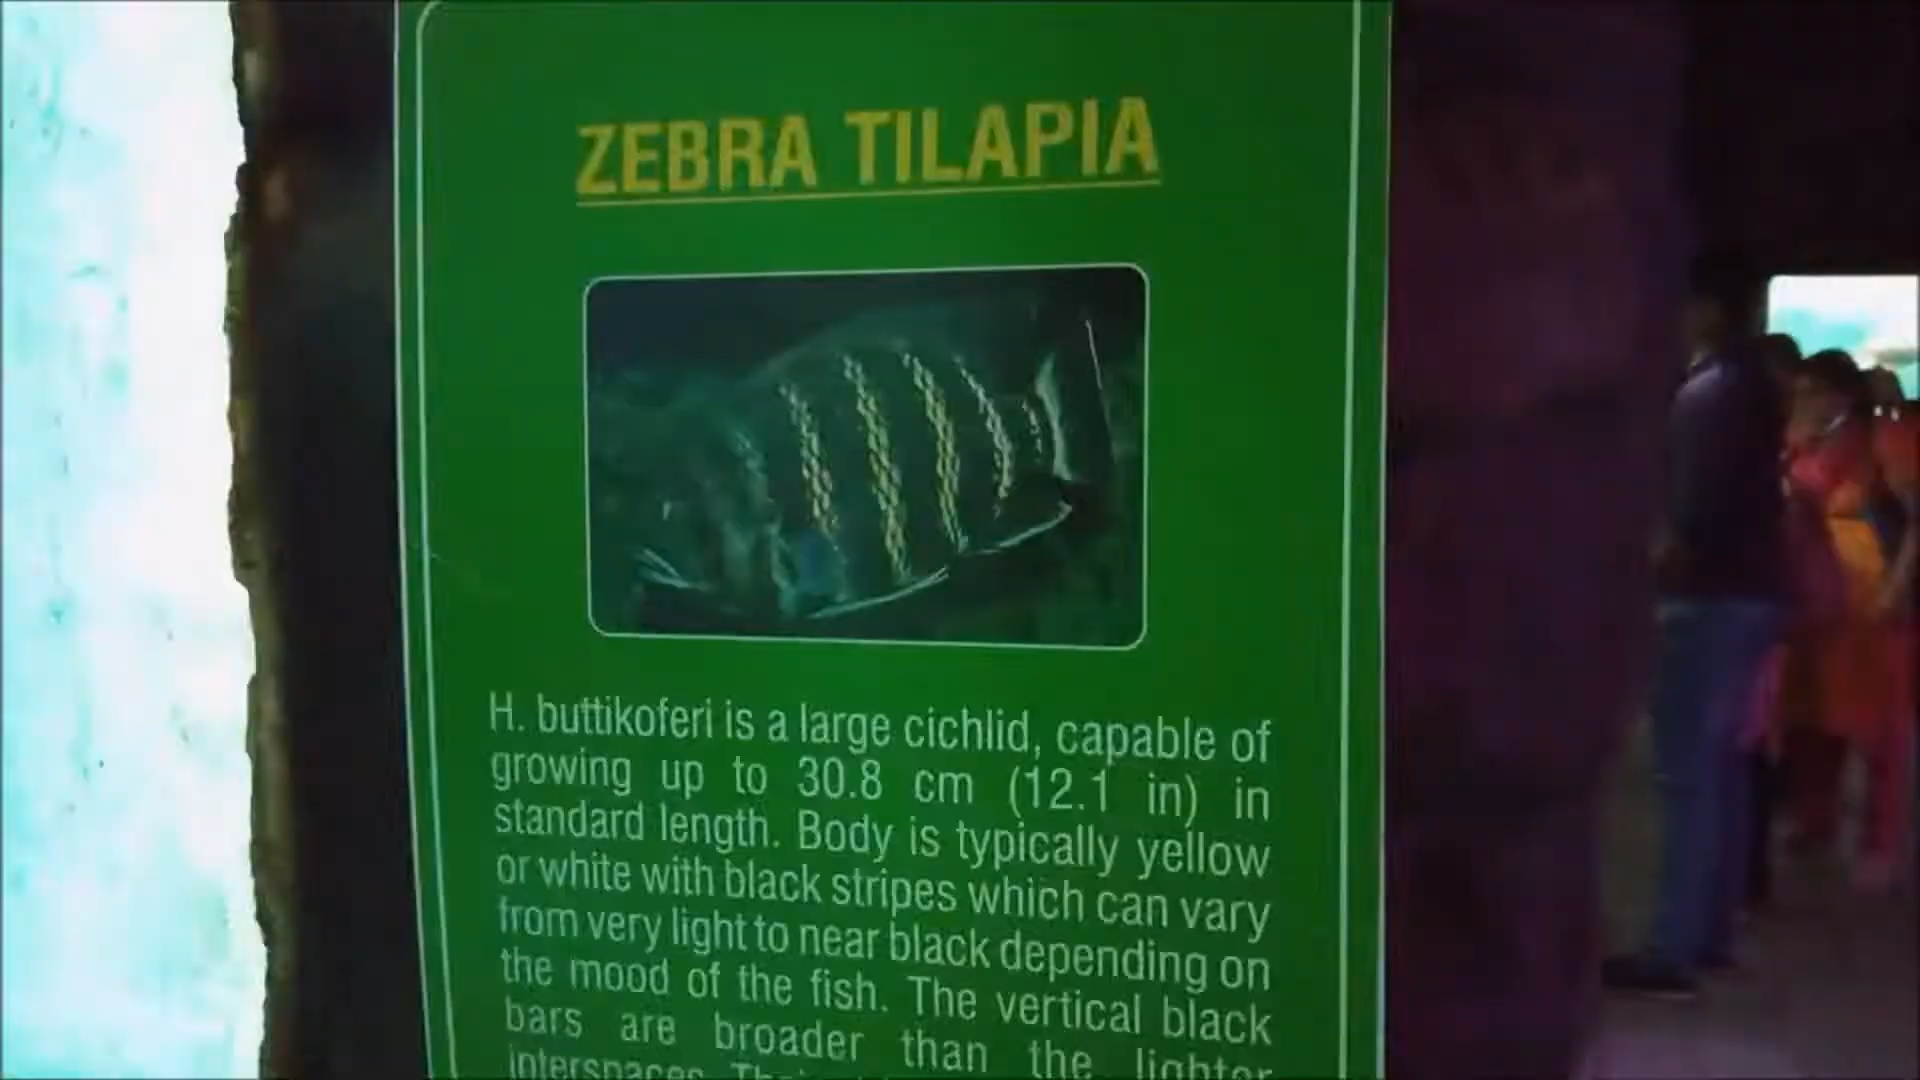 ZEBRA TILAPIA
H. buttikoferi is a large cichlid, capable of
growing up to 30.8 cm (12.1 in) in
standard length. Body is typically yellow
or white with black stripes which can vary
from very light to near black depending on
the mood of the fish. The vertical black
bars are broader than the lighter
interspaces.